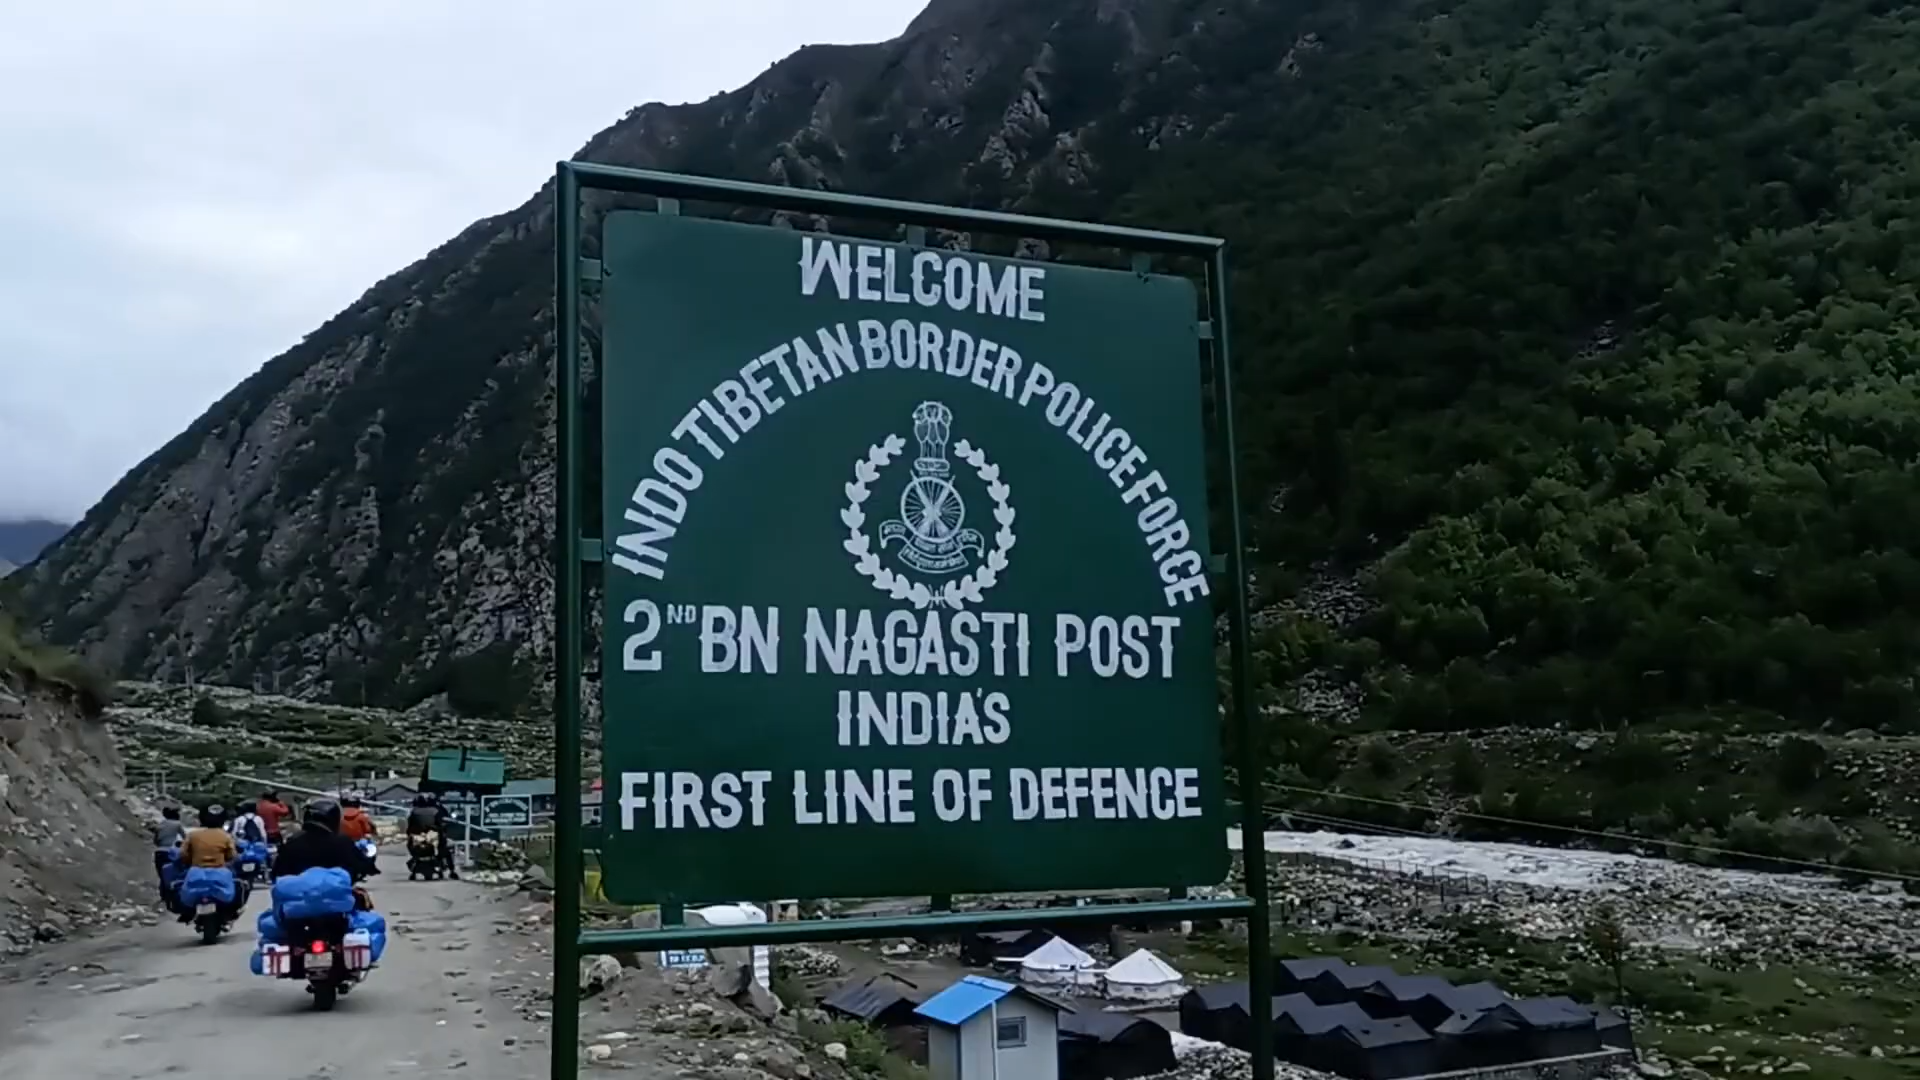 WELCOME
INDO TIBETAN BORDER POLICE FORCE
2ND BN NAGASTI POST
INDIA'S
FIRST LINE OF DEFENCE